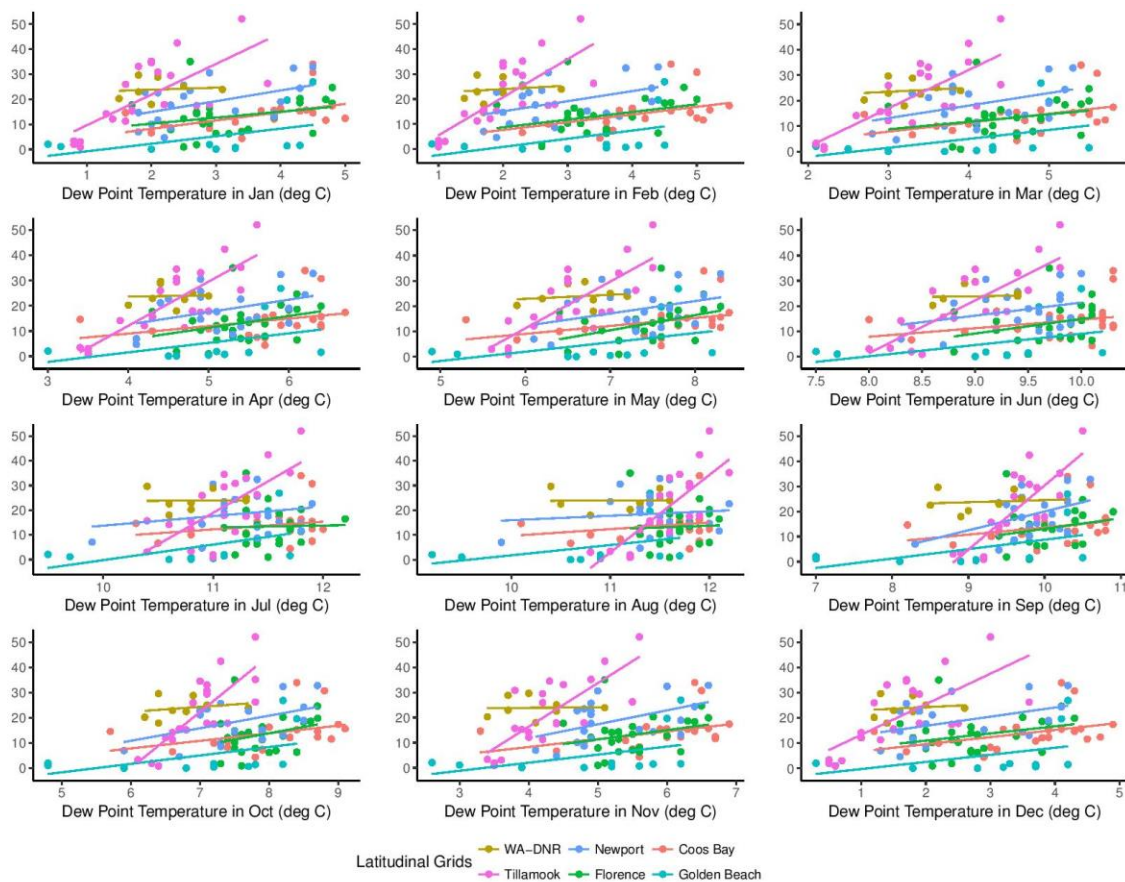 50
40
30
20
10
0
1 2 3 4 5
Dew Point Temperature in Jan (deg C)
50
40
30
20
10
0
1 2 3 4 5
Dew Point Temperature in Feb (deg C)
50
40
30
20
10
0
2 3 4 5
Dew Point Temperature in Mar (deg C)
50
40
30
20
10
0
3 4 5 6
Dew Point Temperature in Apr (deg C)
50
40
30
20
10
0
5 6 7 8
Dew Point Temperature in May (deg C)
50
40
30
20
10
0
7.5 8.0 8.5 9.0 9.5 10.0
Dew Point Temperature in Jun (deg C)
50
40
30
20
10
0
10 11 12
Dew Point Temperature in Jul (deg C)
50
40
30
20
10
0
10 11 12
Dew Point Temperature in Aug (deg C)
50
40
30
20
10
0
7 8 9 10 11
Dew Point Temperature in Sep (deg C)
50
40
30
20
10
0
5 6 7 8 9
Dew Point Temperature in Oct (deg C)
50
40
30
20
10
0
3 4 5 6 7
Dew Point Temperature in Nov (deg C)
50
40
30
20
10
0
1 2 3 4 5
Dew Point Temperature in Dec (deg C)
Latitudinal Grids
WA−DNR Newport Coos Bay
Tillamook Florence Golden Beach